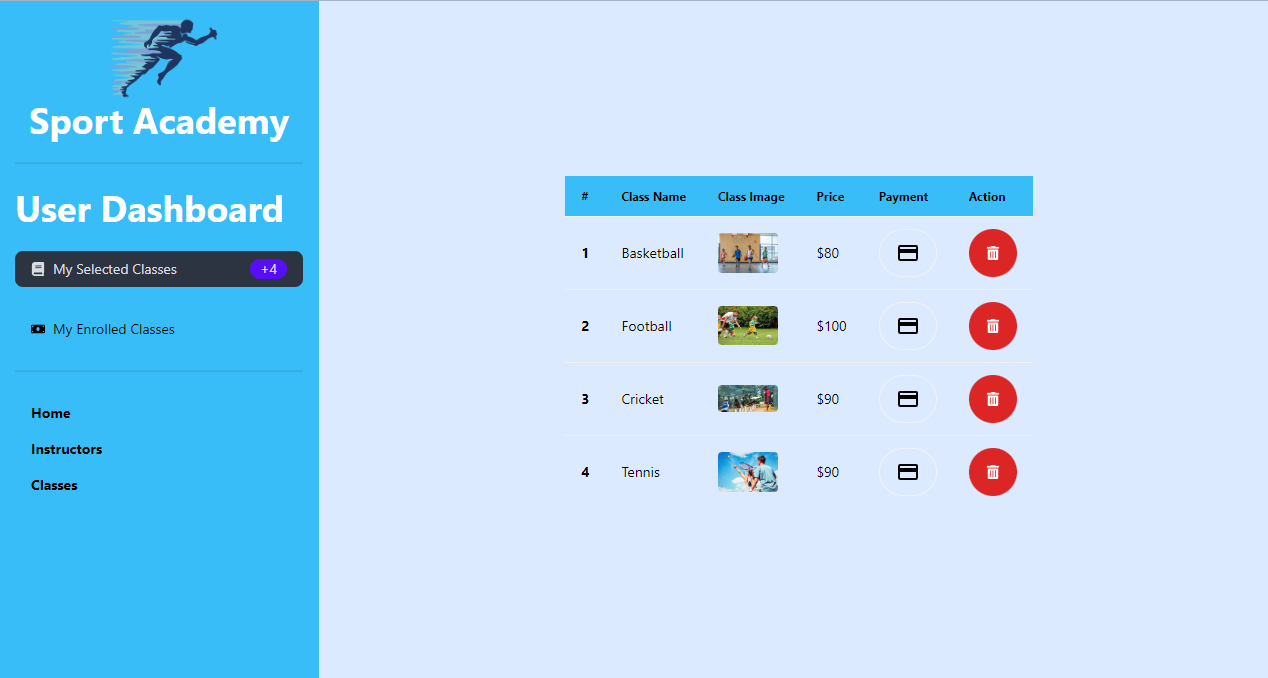 Sport Academy
User Dashboard
My Selected Classes +4
My Enrolled Classes
Home
Instructors
Classes
# Class Name Class Image Price Payment Action
1 Basketball $80
2 Football $100
3 Cricket $90
4 Tennis $90